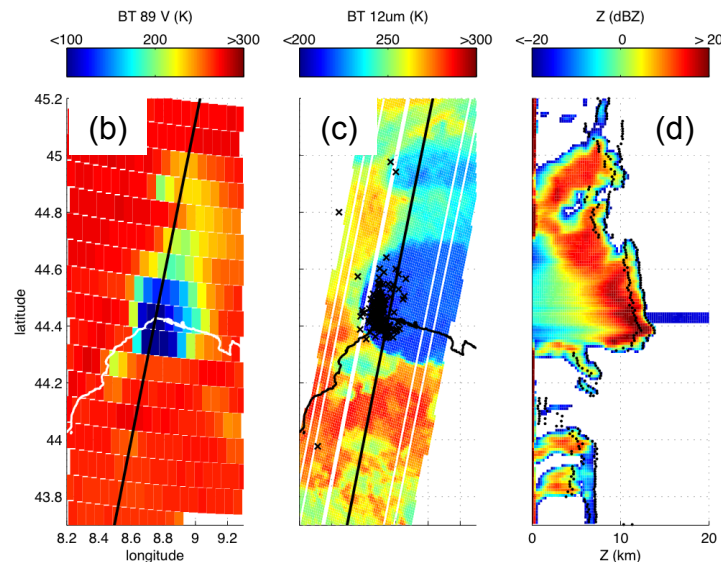 BT 89 V (K)
BT 12um (K)
Z (dBZ)
<100 200 >300
<200 250 >300
<−20 0 > 20
45.2
45
44.8
44.6
44.4
44.2
44
43.8
latitude
(b)
(c)
(d)
8.2 8.4 8.6 8.8 9 9.2
0 10 20
longitude
Z (km)